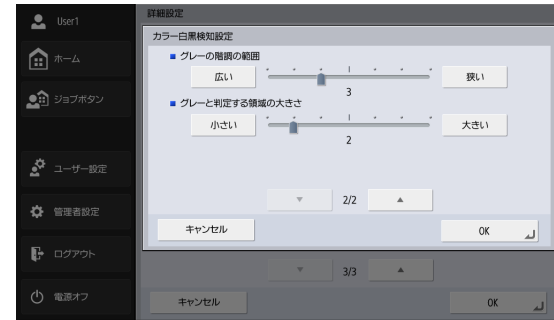 User1
ホーム
ジョブボタン
ユーザー設定
管理者設定
ログアウト
電源オフ
詳細設定
カラー白黒検知設定
グレーの階調の範囲
広い
狭い
3
グレーと判定する領域の大きさ
小さい
大きい
2
2/2
キャンセル
OK
3/3
キャンセル
OK